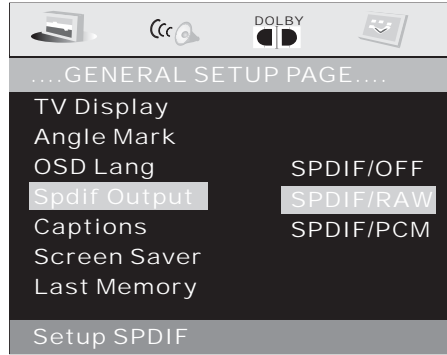 DOLBY
....GENERAL SETUP PAGE....
TV Display
Angle Mark
OSD Lang SPDIF/OFF
Spdif Output SPDIF/RAW
Captions SPDIF/PCM
Screen Saver
Last Memory
Setup SPDIF